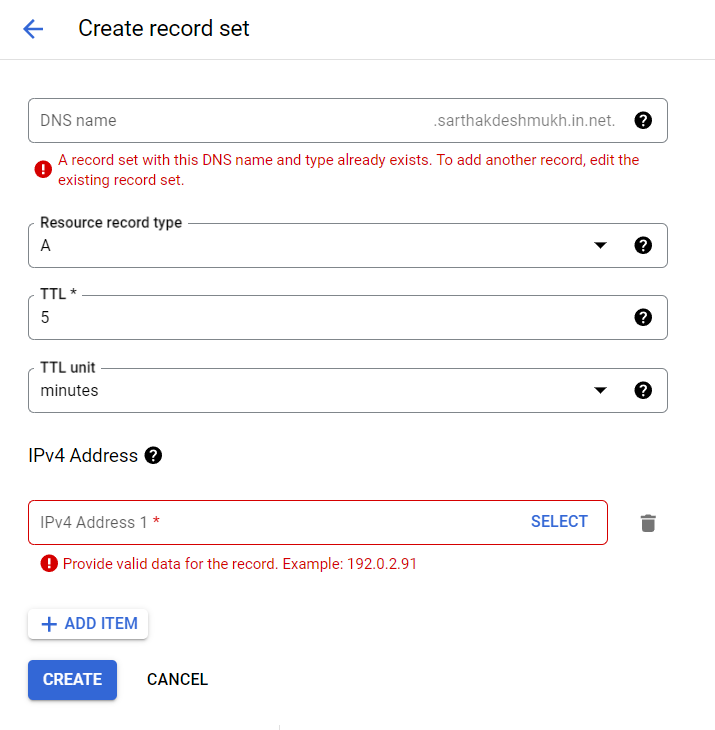 Create record set
DNS name .sarthakdeshmukh.in.net.
A record set with this DNS name and type already exists. To add another record, edit the
existing record set.
Resource record type
A
TTL *
5
TTL unit
minutes
IPv4 Address
IPv4 Address 1 * SELECT
Provide valid data for the record. Example: 192.0.2.91
ADD ITEM
CREATE CANCEL